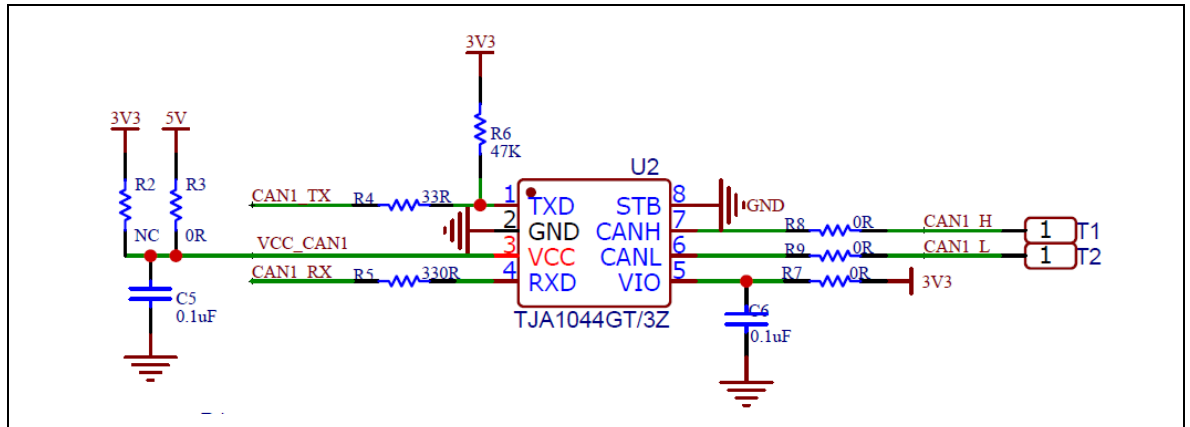 3V3
3V3 5V
R6
47K
U2
R2 R3
CAN1_TX R4 33R 1 TXD STB 8 GND
2 GND CANH 7 R8 0R CAN1_H 1 T1
NC 0R VCC_CAN1 3 VCC CANL 6 R9 0R CAN1_L 1 T2
CAN1_RX R5 330R 4 RXD VIO 5 R7 0R 3V3
C5
0.1uF
TJA1044GT/3Z
C6
0.1uF